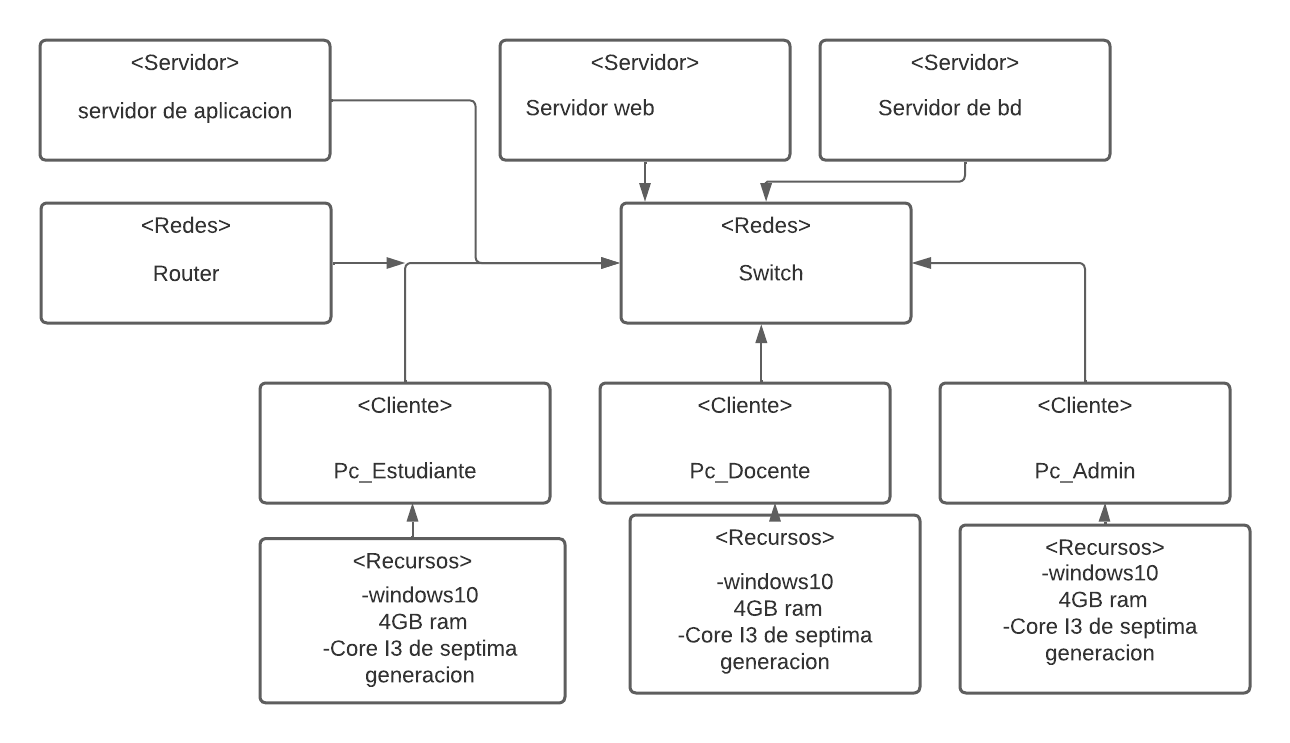 <Servidor>
servidor de aplicacion
<Servidor>
Servidor web
<Servidor>
Servidor de bd
<Redes>
Router
<Redes>
Switch
<Cliente>
Pc_Estudiante
<Cliente>
Pc_Docente
<Cliente>
Pc_Admin
<Recursos>
-windows10
4GB ram
-Core I3 de septima
generacion
<Recursos>
-windows10
4GB ram
-Core I3 de septima
generacion
<Recursos>
-windows10
4GB ram
-Core I3 de septima
generacion